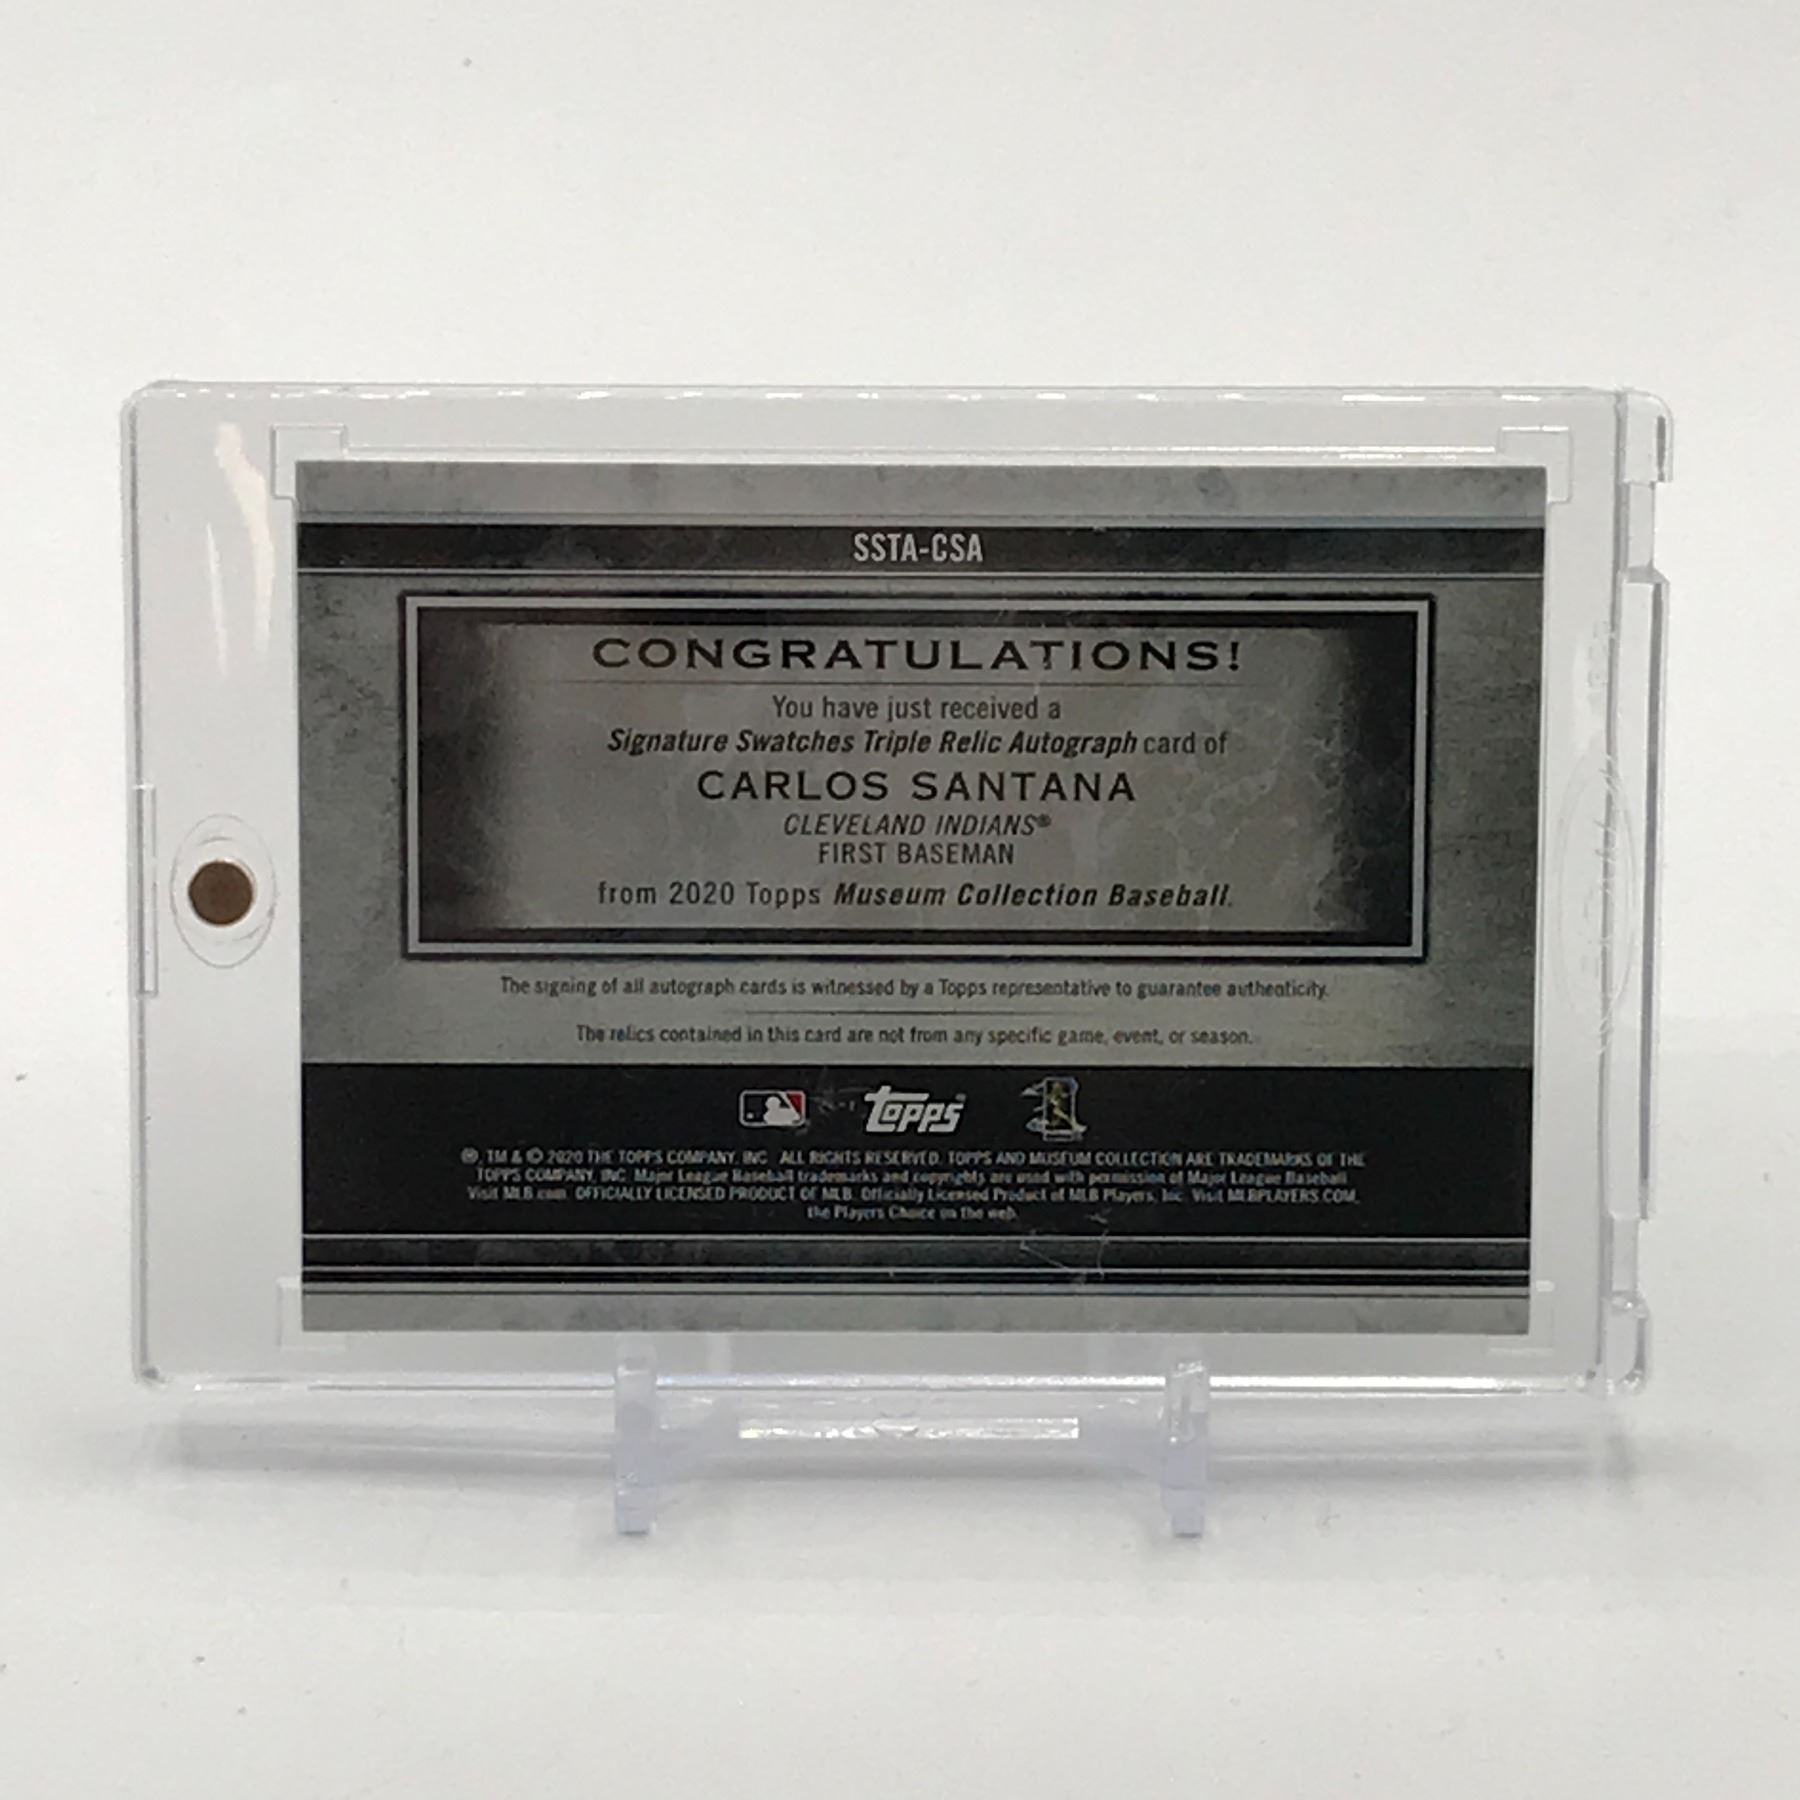 SSTA-CSA
CONGRATULATIONS!
You have just received a
Signature Swatches Triple Relic Autograph card of
CARLOS SANTANA
CLEVELAND INDIANS®
FIRST BASEMAN
from 2020 Topps Museum Collection Baseball.
The signing of all autograph cards is witnessed by a Topps representative to guarantee authenticity.
The relics contained in this card are not from any specific game, event, or season.
Topps
®, TM & © 2020 THE TOPPS COMPANY, INC. ALL RIGHTS RESERVED. TOPPS AND MUSEUM COLLECTION ARE TRADEMARKS OF THE
TOPPS COMPANY, INC. Major League Baseball trademarks and copyrights are used with permission of Major League Baseball.
Visit MLB.com. OFFICIALLY LICENSED PRODUCT OF MLB. Officially Licensed Product of MLB Players, Inc. Visit MLBPLAYERS.COM,
the Players Choice on the web.